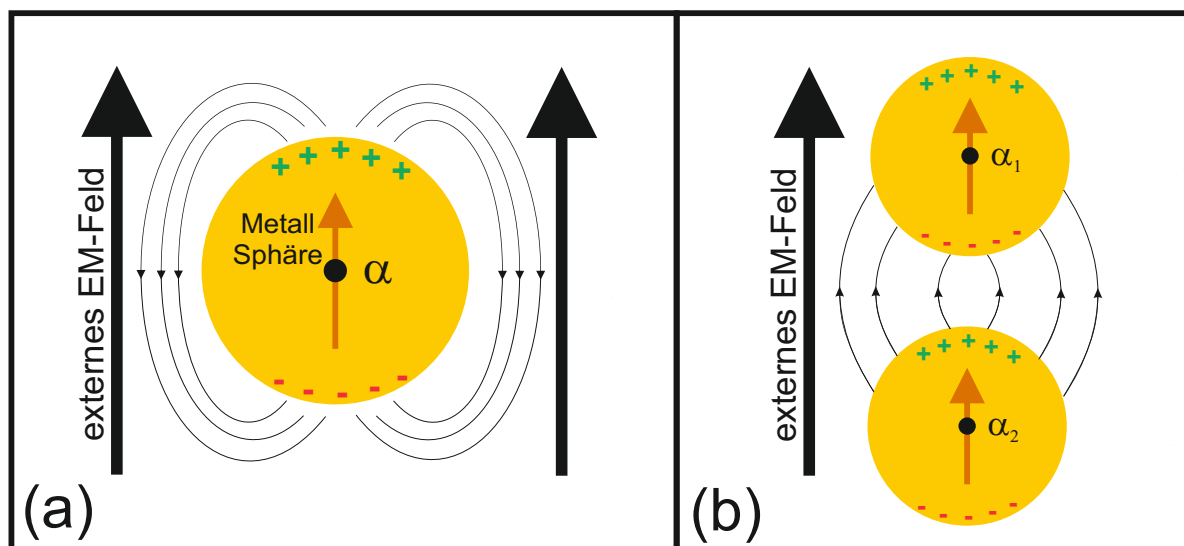 externes EM-Feld
+ + + + +
Metall
Sphäre
α
- - - - -
(a)
externes EM-Feld
+ + + + +
α₁
- - - - -
+ + + + +
α₂
- - - - -
(b)